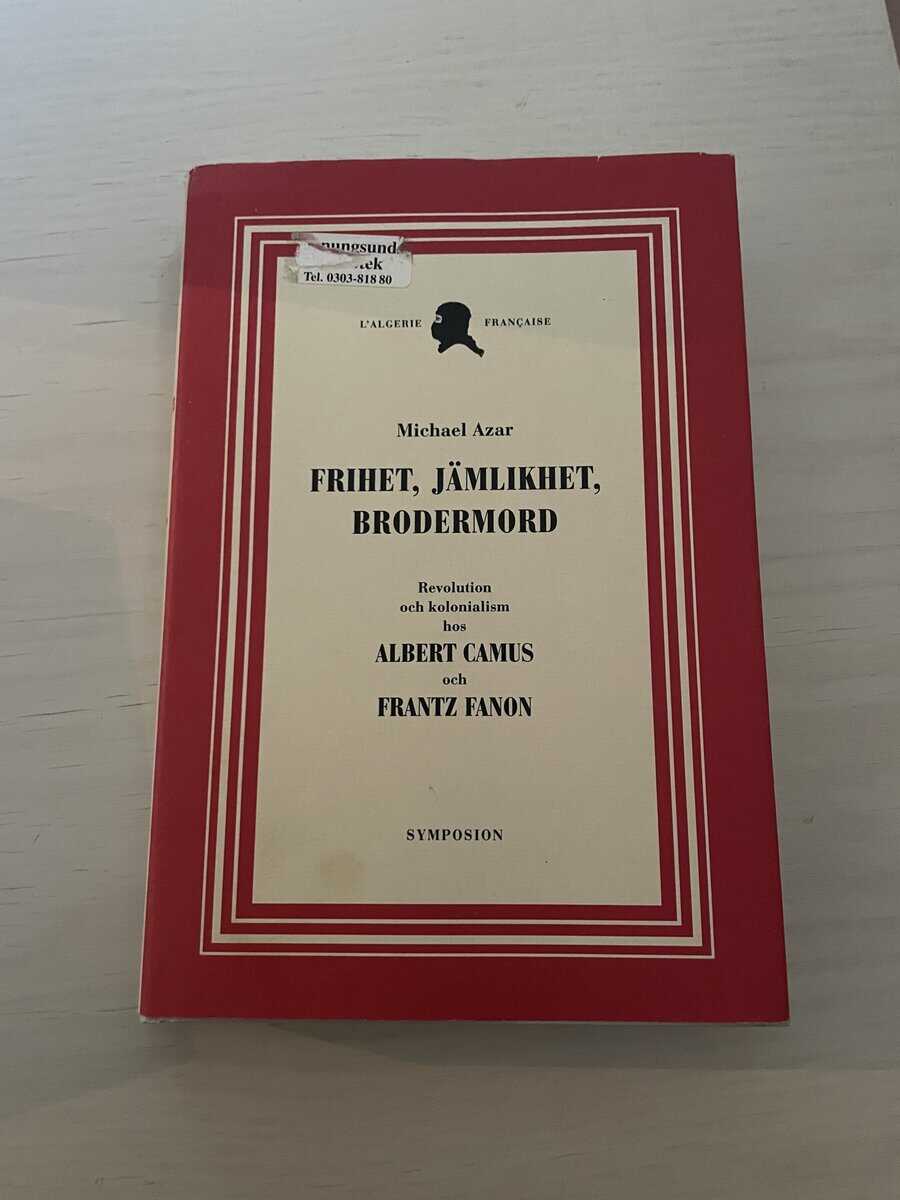 Tel. 0303-818 80
L'ALGERIE FRANÇAISE
Michael Azar
FRIHET, JÄMLIKHET,
BRODERMORD
Revolution
och kolonialism
hos
ALBERT CAMUS
och
FRANTZ FANON
SYMPOSION